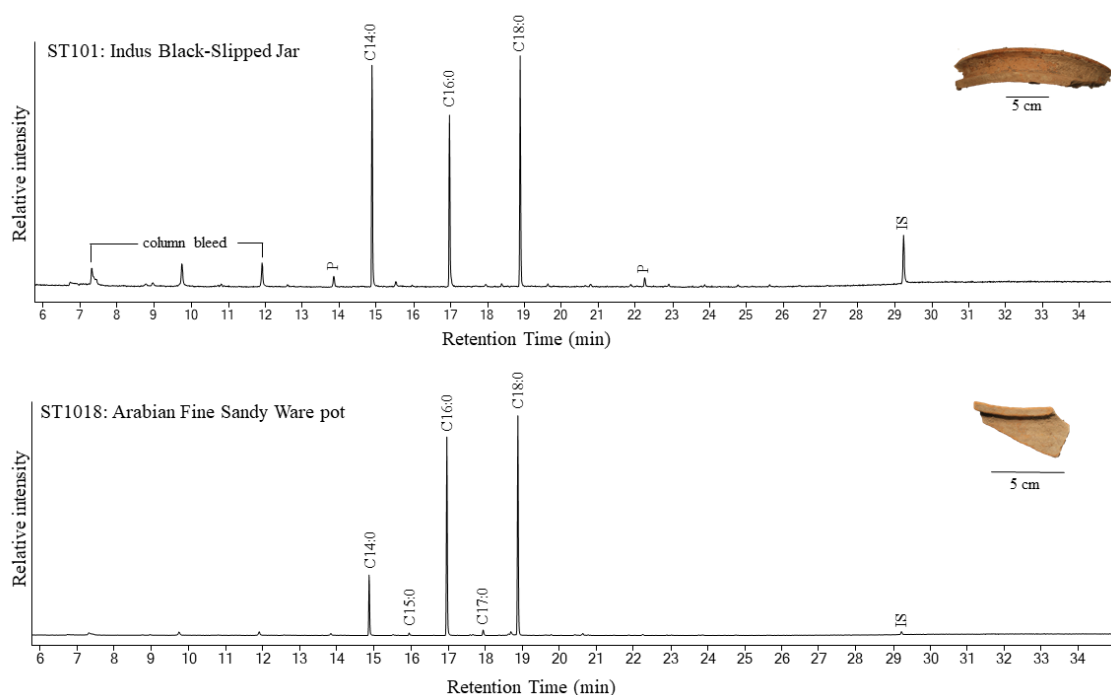 ST101: Indus Black-Slipped Jar
C14:0
C16:0
C18:0
5 cm
Relative intensity
column bleed
P
P
IS
6 7 8 9 10 11 12 13 14 15 16 17 18 19 20 21 22 23 24 25 26 27 28 29 30 31 32 33 34
Retention Time (min)
ST1018: Arabian Fine Sandy Ware pot
C14:0
C15:0
C16:0
C17:0
C18:0
5 cm
Relative intensity
IS
6 7 8 9 10 11 12 13 14 15 16 17 18 19 20 21 22 23 24 25 26 27 28 29 30 31 32 33 34
Retention Time (min)